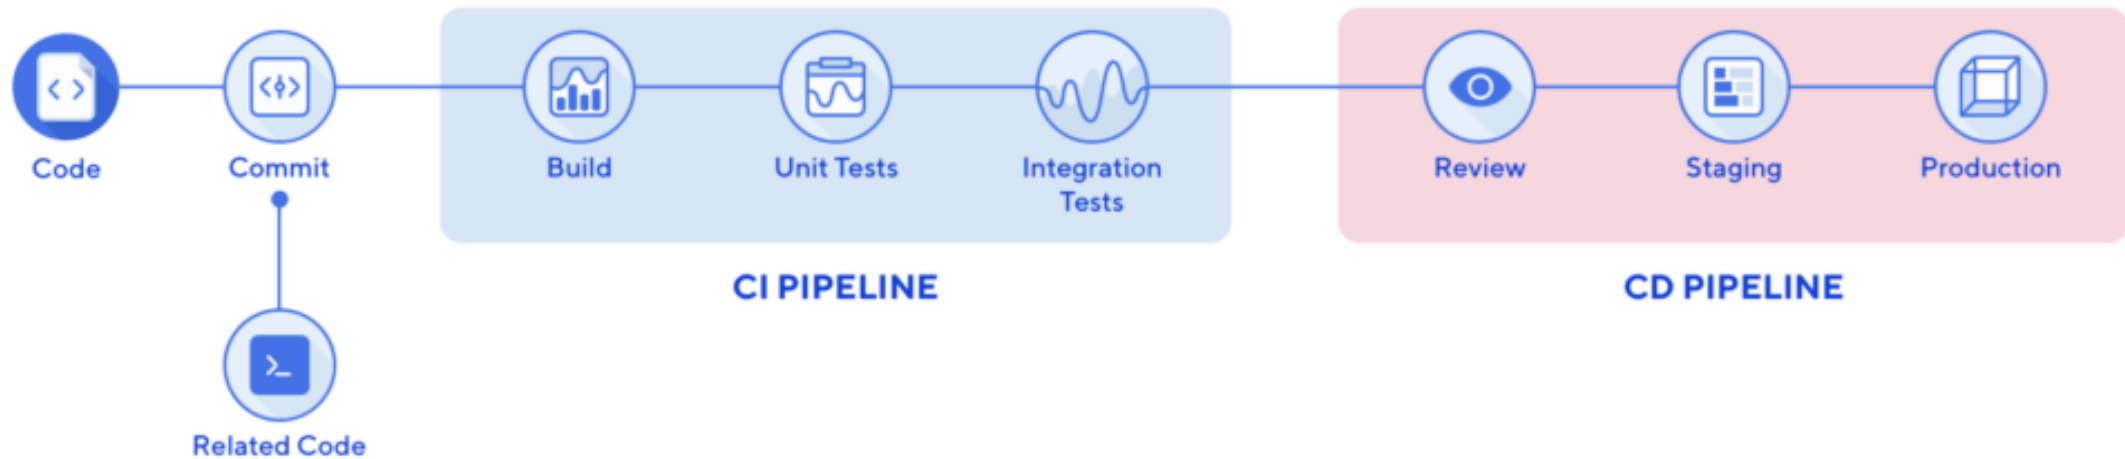 Code
Commit
Build
Unit Tests
Integration
Tests
Review
Staging
Production
CI PIPELINE
CD PIPELINE
Related Code